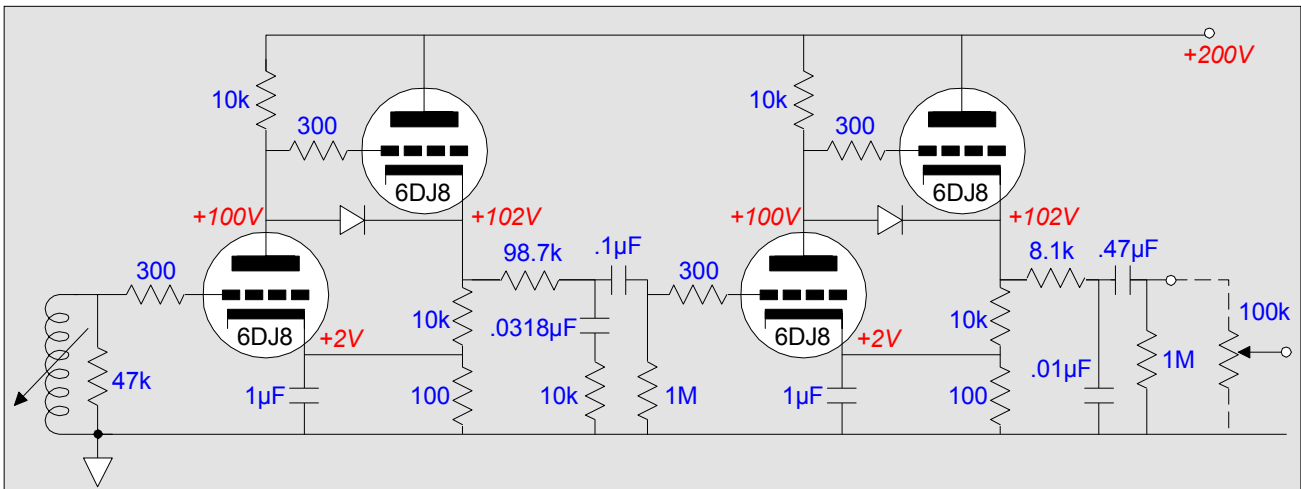 +200V
10k
10k
300
300
6DJ8
6DJ8
+100V
+102V
+100V
+102V
98.7k
.1µF
8.1k
.47µF
300
300
10k
10k
100k
.0318µF
6DJ8
+2V
6DJ8
+2V
47k
1µF
100
10k
1M
1µF
100
.01µF
1M